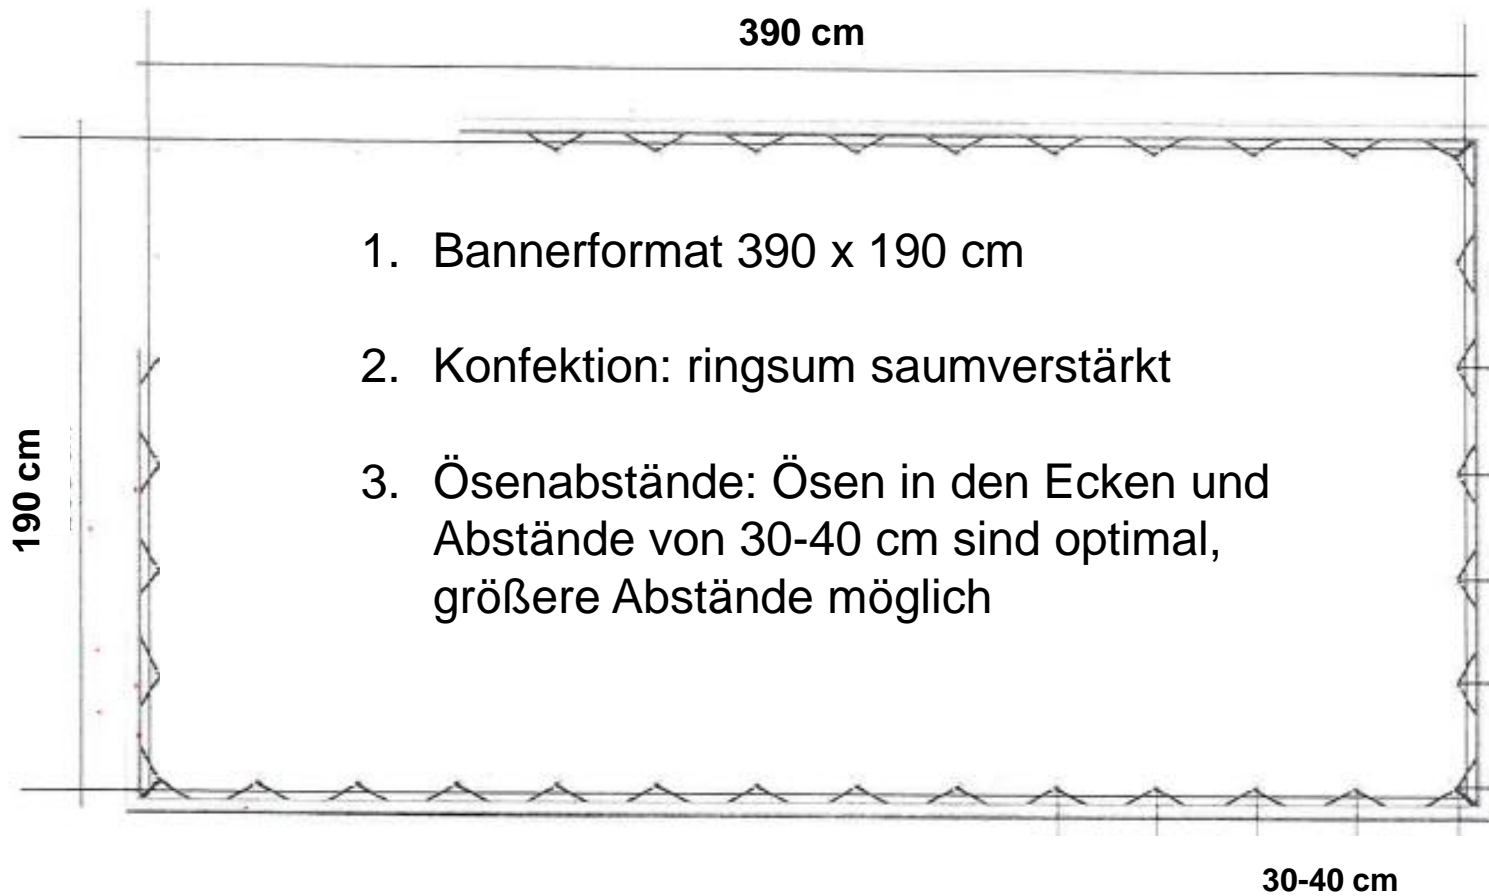 390 cm
1. Bannerformat 390 x 190 cm
2. Konfektion: ringsum saumverstärkt
190 cm
3. Ösenabstände: Ösen in den Ecken und
Abstände von 30-40 cm sind optimal,
größere Abstände möglich
30-40 cm